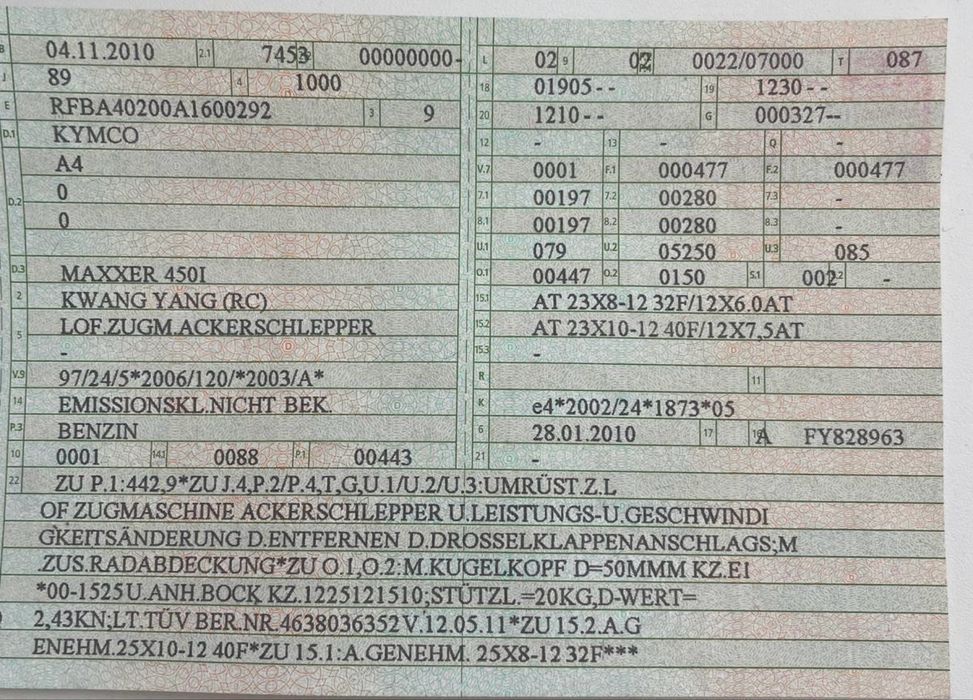 B 04.11.2010 2.1 7453 00000000-
J 89 4 1000
E RFBA40200A1600292 3 9
D.1 KYMCO
A4
D.2 0
0
D.3 MAXXER 450I
2 KWANG YANG (RC)
5 LOF.ZUGM.ACKERSCHLEPPER
-
V.9 97/24/5*2006/120/*2003/A*
14 EMISSIONSKL.NICHT BEK.
P.3 BENZIN
10 0001 14.1 0088 P.1 00443
L 02 9 02 0022/07000 T 087
18 01905-- 19 1230--
20 1210-- G 000327--
12 - 13 - Q -
V.7 0001 F.1 000477 F.2 000477
7.1 00197 7.2 00280 7.3 -
8.1 00197 8.2 00280 8.3 -
U.1 079 U.2 05250 U.3 085
O.1 00447 O.2 0150 S.1 002 -
15.1 AT 23X8-12 32F/12X6.0AT
15.2 AT 23X10-12 40F/12X7,5AT
15.3 -
R 11
K e4*2002/24*1873*05
6 28.01.2010 17 A FY828963
21 -
22 ZU P.1:442,9*ZU J.4,P.2/P.4,T,G,U.1/U.2/U.3:UMRÜST.Z.L
OF ZUGMASCHINE ACKERSCHLEPPER U.LEISTUNGS-U.GESCHWINDI
GKEITSÄNDERUNG D.ENTFERNEN D.DROSSELKLAPPENANSCHLAGS;M
.ZUS.RADABDECKUNG*ZU O.1,O.2:M.KUGELKOPF D=50MMM KZ.E1
*00-1525 U.ANH.BOCK KZ.1225121510;STÜTZL.=20KG,D-WERT=
2,43KN;LT.TÜV BER.NR.4638036352 V.12.05.11*ZU 15.2.A.G
ENEHM.25X10-12 40F*ZU 15.1:A.GENEHM. 25X8-12 32F***